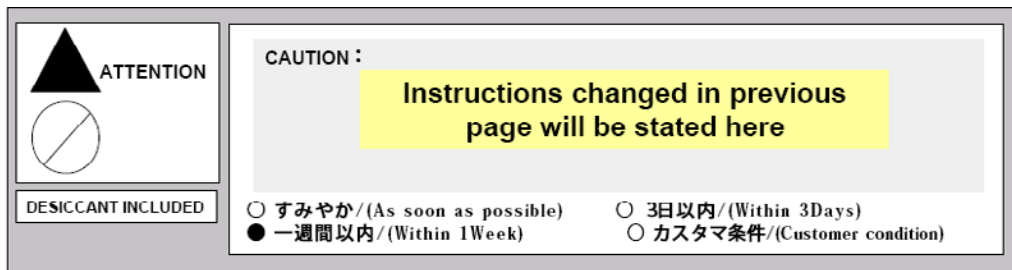 ATTENTION
DESICCANT INCLUDED
CAUTION：
Instructions changed in previous
page will be stated here
○ すみやか/(As soon as possible)
○ 3日以内/(Within 3Days)
● 一週間以内/(Within 1Week)
○ カスタマ条件/(Customer condition)